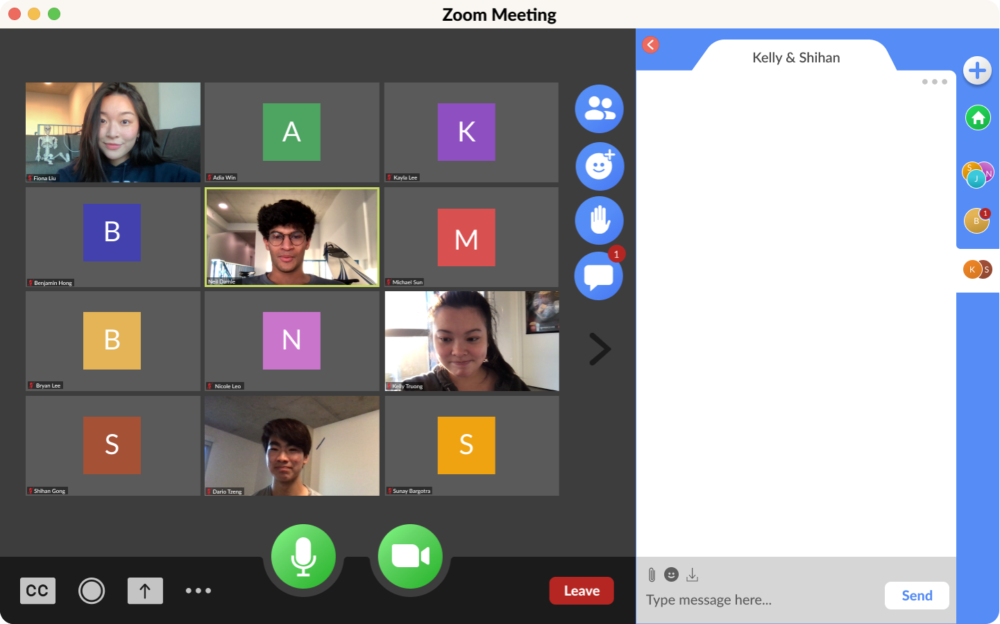 Zoom Meeting
Kelly & Shihan
Fiona Liu
A
Adia Win
K
Kayla Lee
B
Benjamin Hong
Neil Damle
M
Michael Sun
1
B
Bryan Lee
N
Nicole Leo
Kelly Truong
S
Shihan Gong
Dario Tzeng
S
Sunay Bargotra
S
N
J
B
1
K
S
CC
Leave
Type message here...
Send